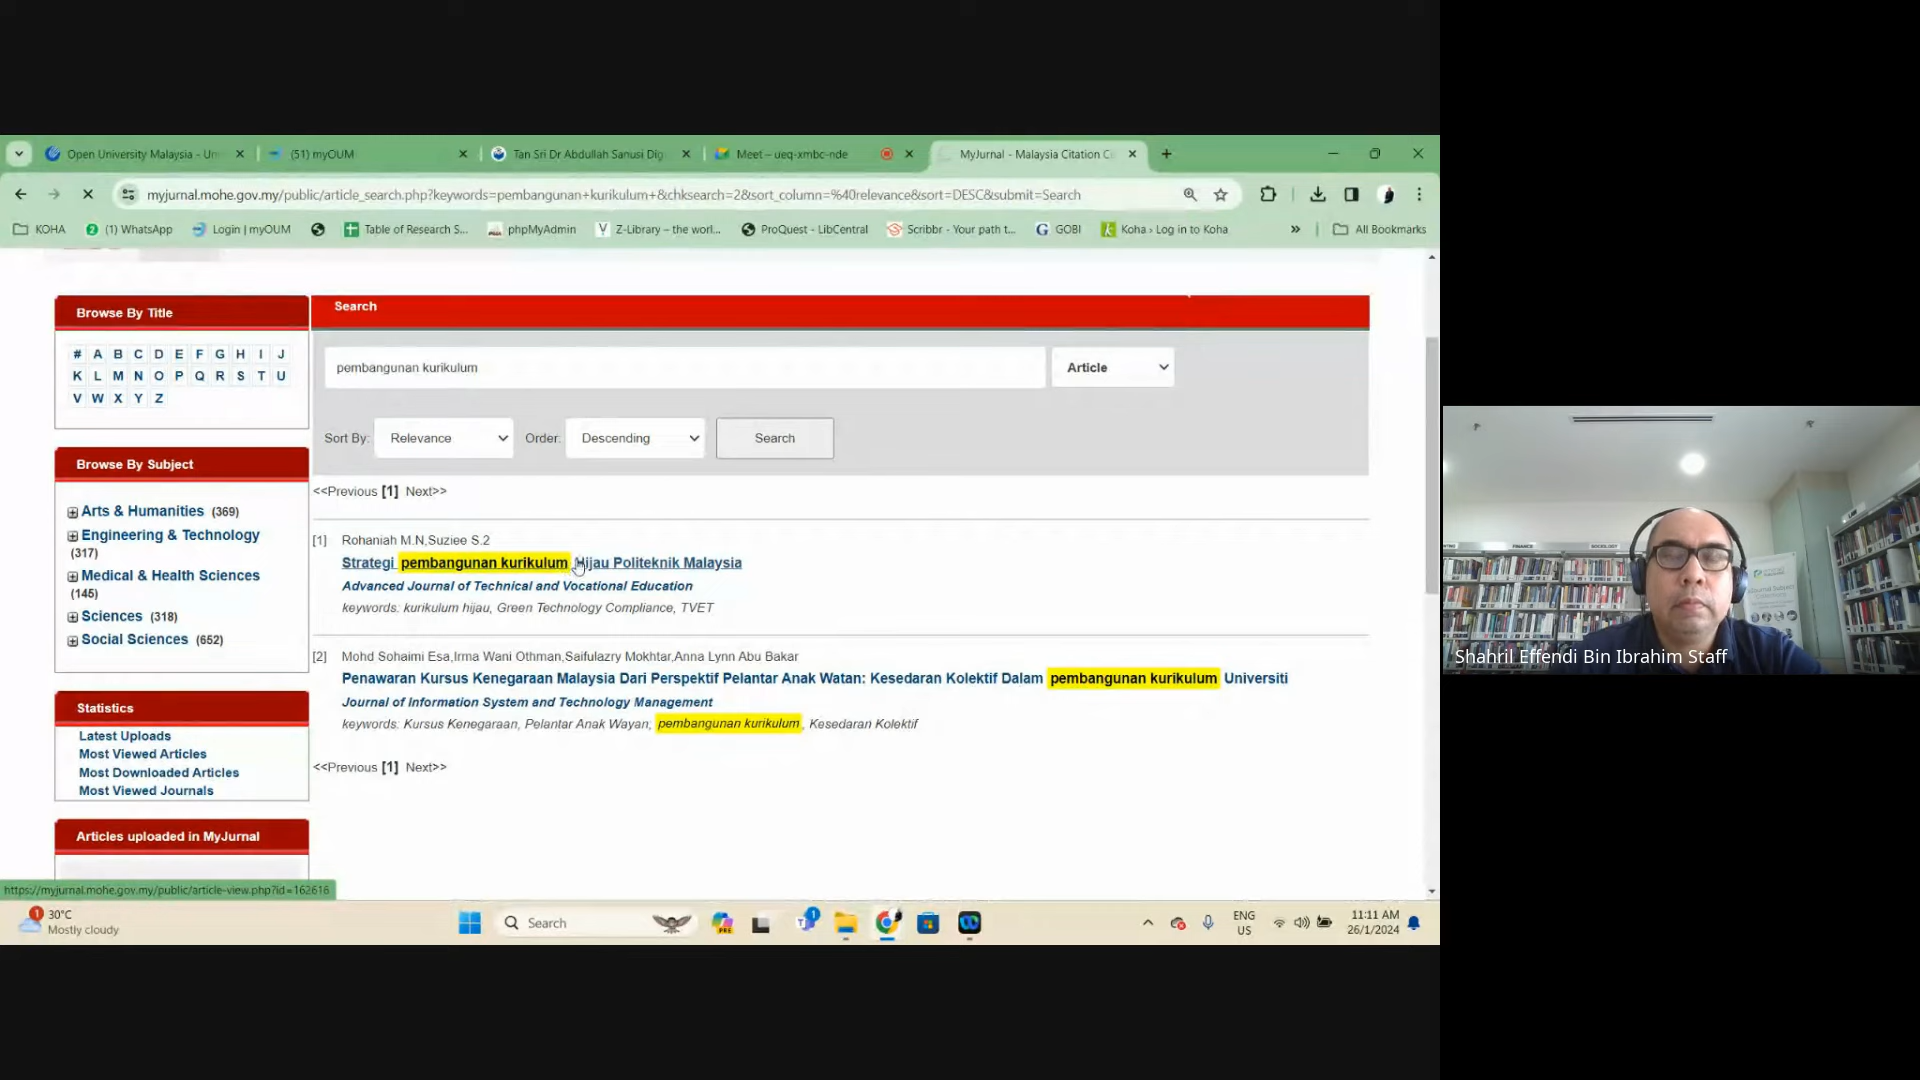 Open University Malaysia - Un
(51) myOUM
Tan Sri Dr Abdullah Sanusi Dig
Meet – ueq-xmbc-nde
MyJournal - Malaysia Citation C
myjournal.mohe.gov.my/public/article_search.php?keywords=pembangunan+kurikulum+&chksearch=2&sort_column=%40relevance&sort=DESC&submit=Search
KOHA
(1) WhatsApp
Login | myOUM
Table of Research S...
phpMyAdmin
Z-Library – the worl...
ProQuest - LibCentral
Scribbr - Your path t...
GOBI
Koha › Log in to Koha
All Bookmarks
Browse By Title
# A B C D E F G H I J
K L M N O P Q R S T U
V W X Y Z
Browse By Subject
Arts & Humanities (369)
Engineering & Technology
(317)
Medical & Health Sciences
(145)
Sciences (318)
Social Sciences (652)
Statistics
Latest Uploads
Most Viewed Articles
Most Downloaded Articles
Most Viewed Journals
Articles uploaded in MyJournal
https://myjournal.mohe.gov.my/public/article-view.php?id=162616
Search
pembangunan kurikulum
Article
Sort By: Relevance Order: Descending Search
<<Previous [1] Next>>
[1] Rohaniah M.N,Suziee S.2
Strategi pembangunan kurikulum Hijau Politeknik Malaysia
Advanced Journal of Technical and Vocational Education
keywords: kurikulum hijau, Green Technology Compliance, TVET
[2] Mohd Sohaimi Esa,Irma Wani Othman,Saifulazry Mokhtar,Anna Lynn Abu Bakar
Penawaran Kursus Kenegaraan Malaysia Dari Perspektif Pelantar Anak Watan: Kesedaran Kolektif Dalam pembangunan kurikulum Universiti
Journal of Information System and Technology Management
keywords: Kursus Kenegaraan, Pelantar Anak Wayan; pembangunan kurikulum, Kesedaran Kolektif
<<Previous [1] Next>>
1
30°C
Mostly cloudy
Search
PRE
1
ENG
US
11:11 AM
26/1/2024
Shahril Effendi Bin Ibrahim Staff